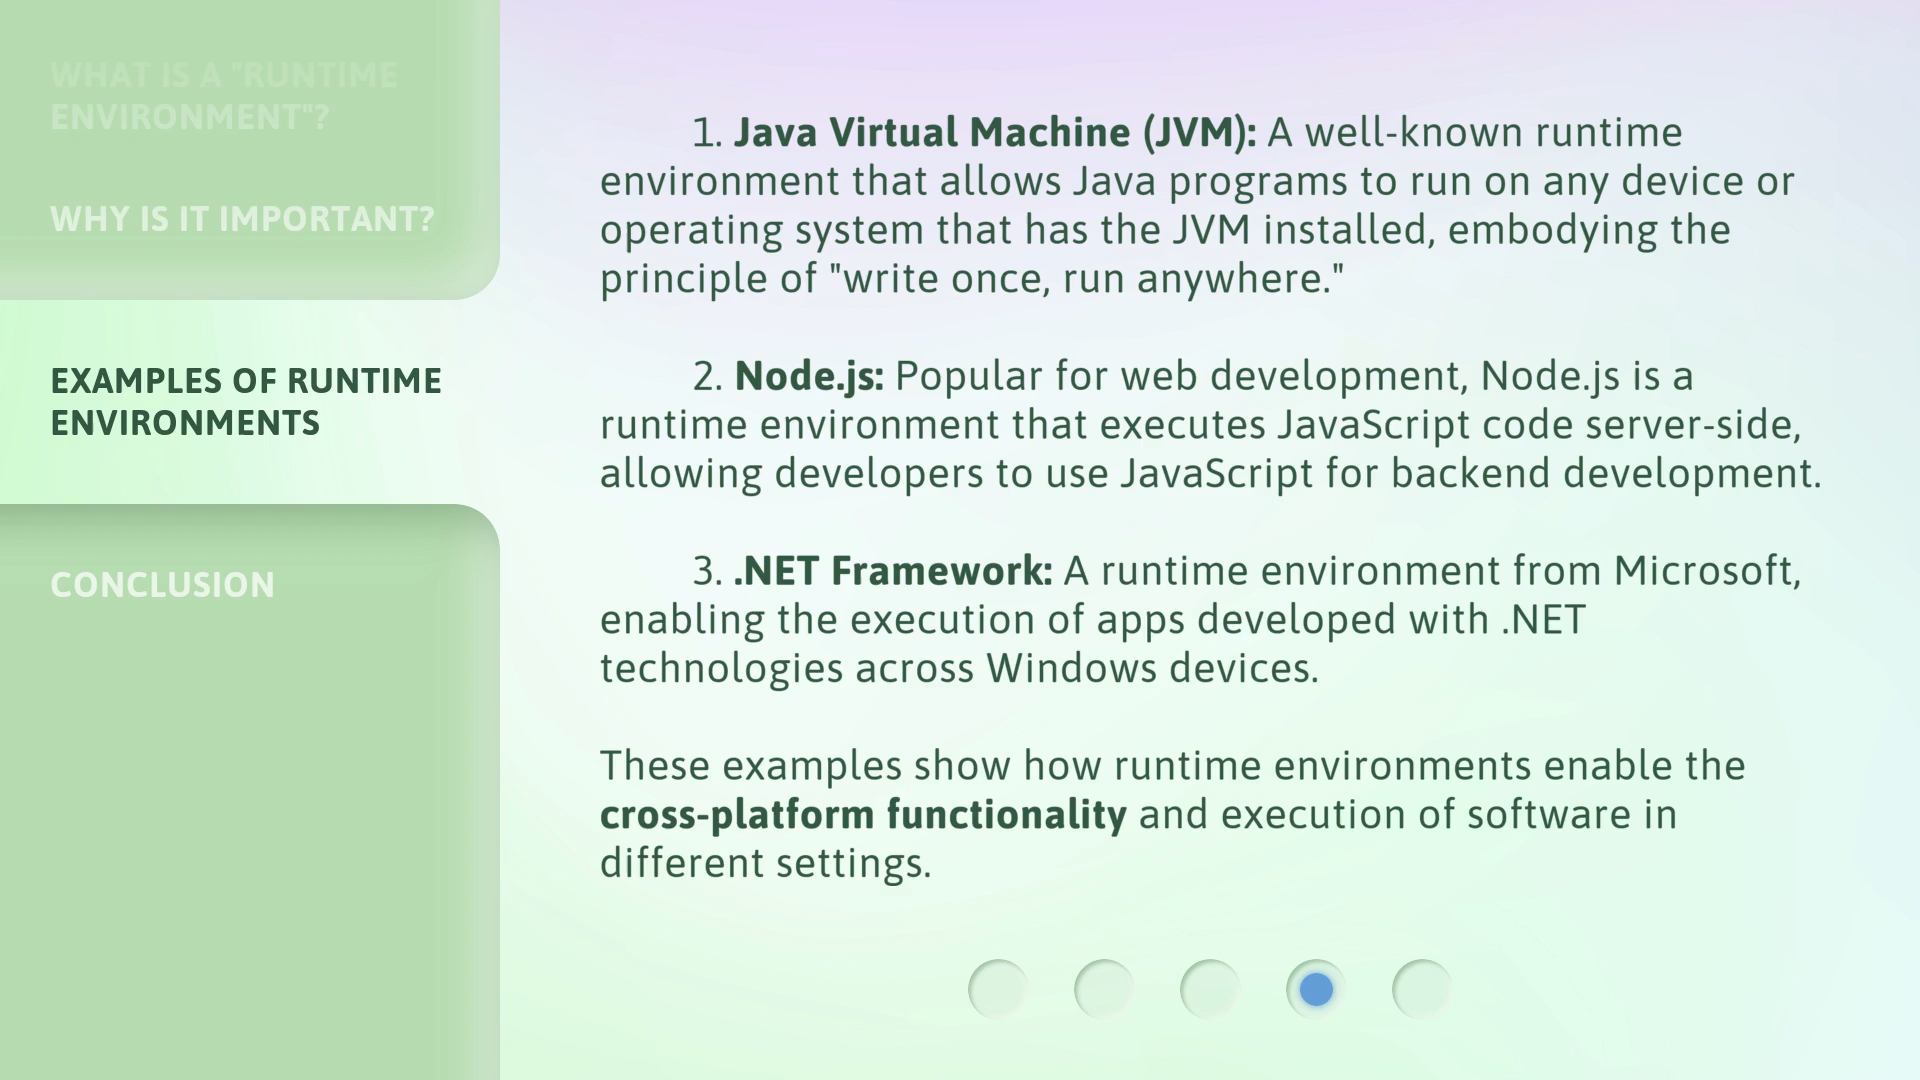 WHAT IS A "RUNTIME
ENVIRONMENT"?
WHY IS IT IMPORTANT?
EXAMPLES OF RUNTIME
ENVIRONMENTS
CONCLUSION
1. Java Virtual Machine (JVM): A well-known runtime
environment that allows Java programs to run on any device or
operating system that has the JVM installed, embodying the
principle of "write once, run anywhere."
2. Node.js: Popular for web development, Node.js is a
runtime environment that executes JavaScript code server-side,
allowing developers to use JavaScript for backend development.
3. .NET Framework: A runtime environment from Microsoft,
enabling the execution of apps developed with .NET
technologies across Windows devices.
These examples show how runtime environments enable the
cross-platform functionality and execution of software in
different settings.